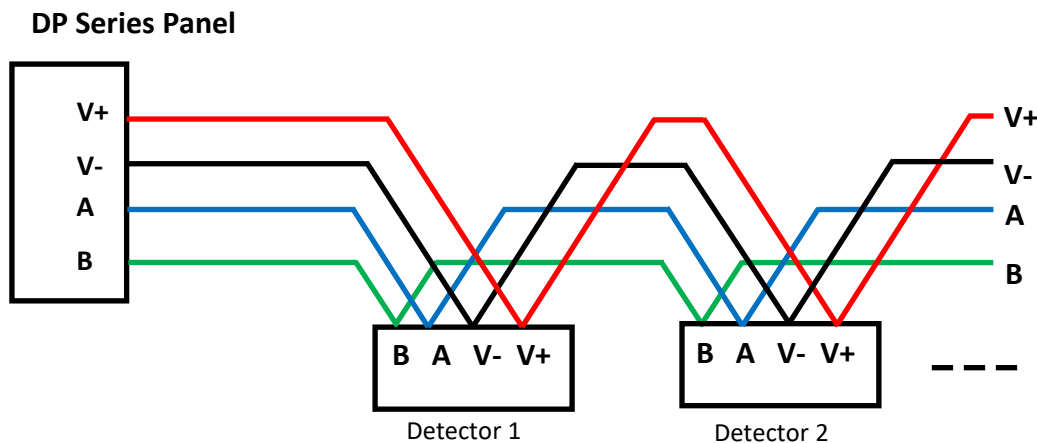 DP Series Panel
V+
V-
A
B
V+
V-
A
B
B A V- V+
B A V- V+
Detector 1
Detector 2